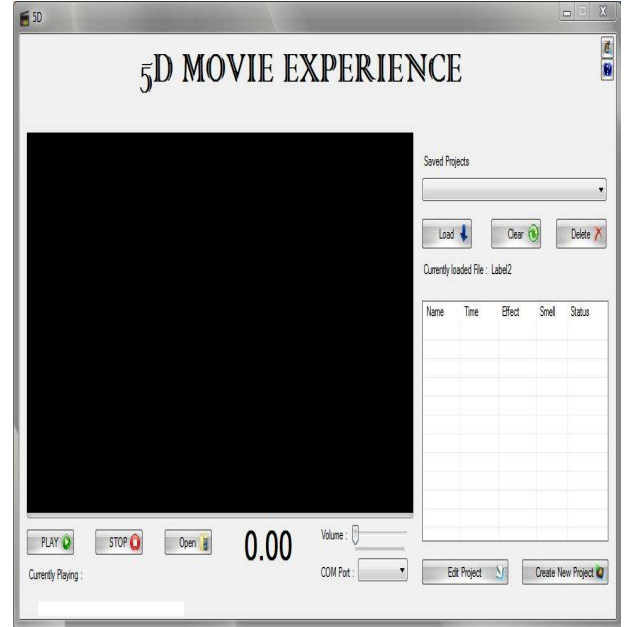 5D
5D MOVIE EXPERIENCE
Saved Projects
Load
Clear
Delete
Currently loaded File : Label2
Name Time Effect Smell Status
PLAY
STOP
Open
0.00
Volume :
COM Port :
Currently Playing :
Edit Project
Create New Project